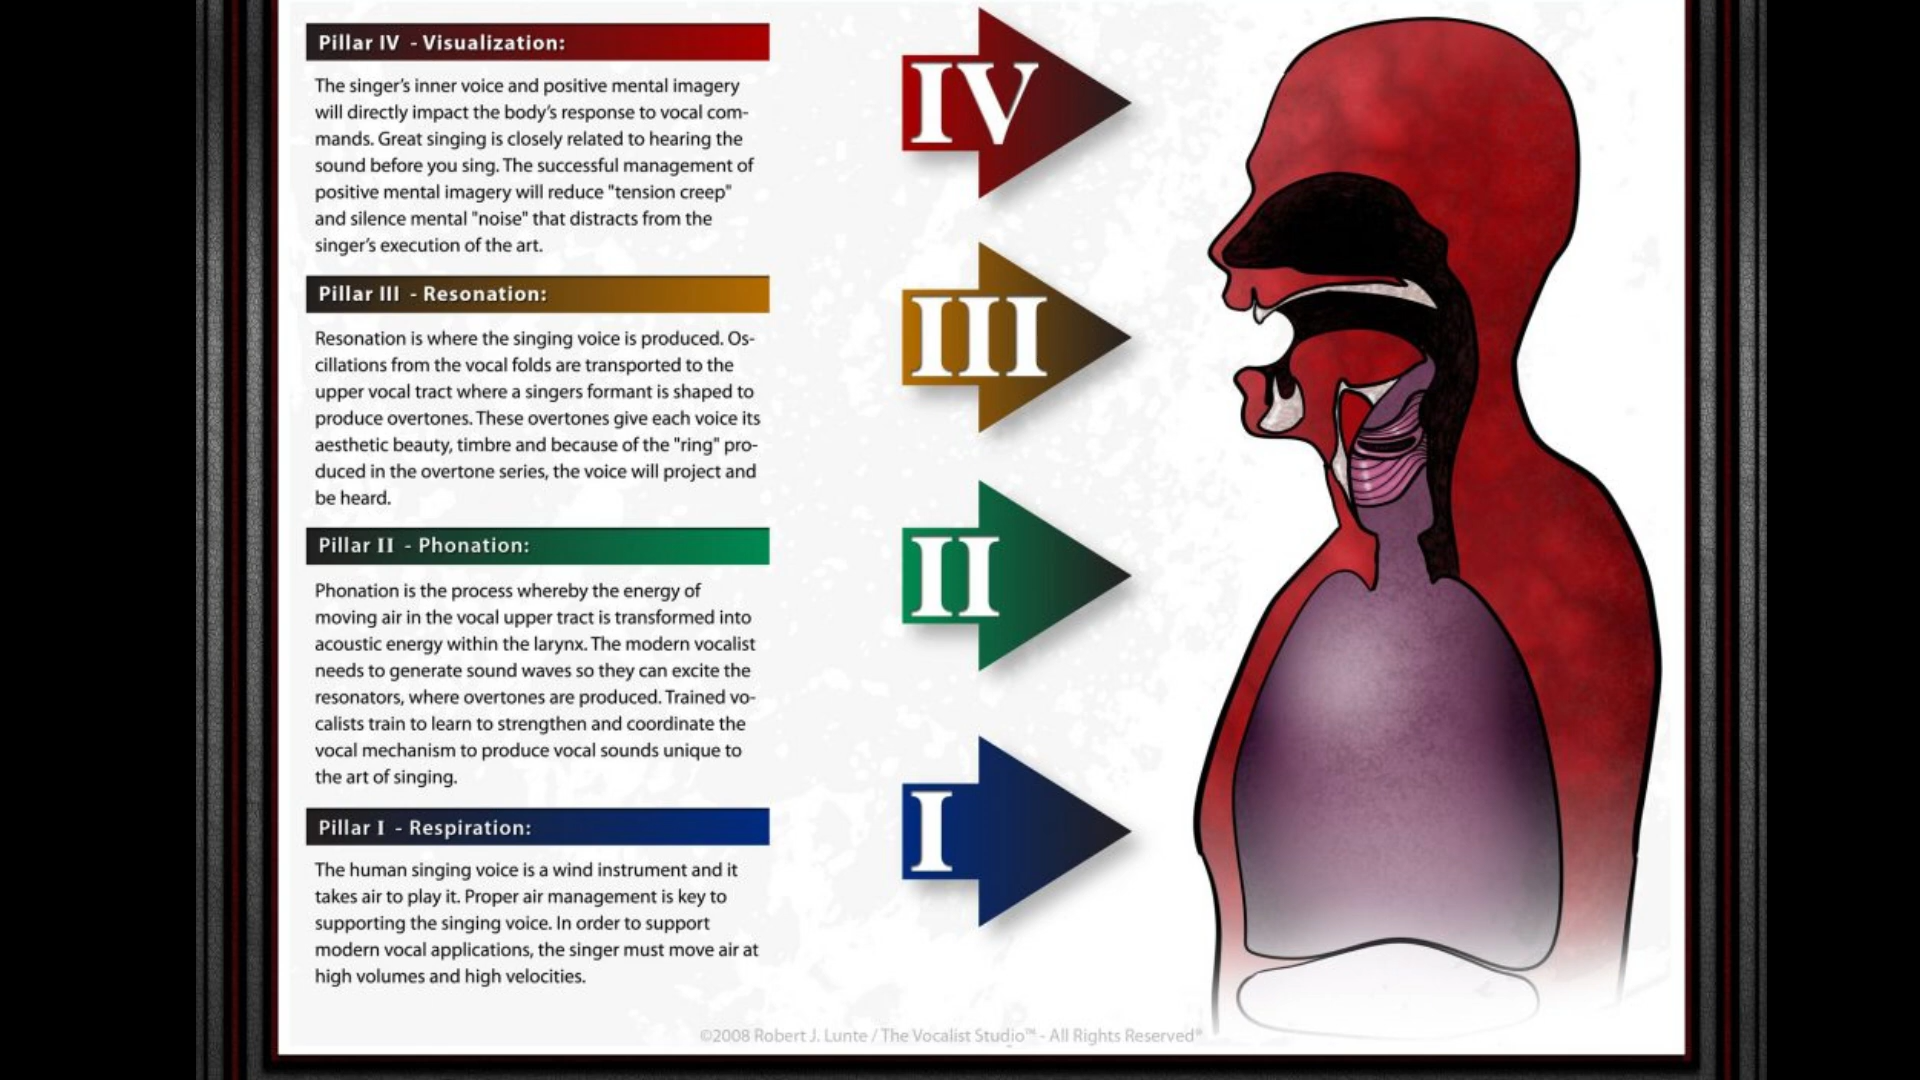 Pillar IV - Visualization:
The singer's inner voice and positive mental imagery
will directly impact the body's response to vocal com-
mands. Great singing is closely related to hearing the
sound before you sing. The successful management of
positive mental imagery will reduce "tension creep"
and silence mental "noise" that distracts from the
singer's execution of the art.
IV
Pillar III - Resonation:
Resonation is where the singing voice is produced. Os-
cillations from the vocal folds are transported to the
upper vocal tract where a singers formant is shaped to
produce overtones. These overtones give each voice its
aesthetic beauty, timbre and because of the "ring" pro-
duced in the overtone series, the voice will project and
be heard.
III
Pillar II - Phonation:
Phonation is the process whereby the energy of
moving air in the vocal upper tract is transformed into
acoustic energy within the larynx. The modern vocalist
needs to generate sound waves so they can excite the
resonators, where overtones are produced. Trained vo-
calists train to learn to strengthen and coordinate the
vocal mechanism to produce vocal sounds unique to
the art of singing.
II
Pillar I - Respiration:
The human singing voice is a wind instrument and it
takes air to play it. Proper air management is key to
supporting the singing voice. In order to support
modern vocal applications, the singer must move air at
high volumes and high velocities.
I
©2008 Robert J. Lunte / The Vocalist Studio™ - All Rights Reserved®